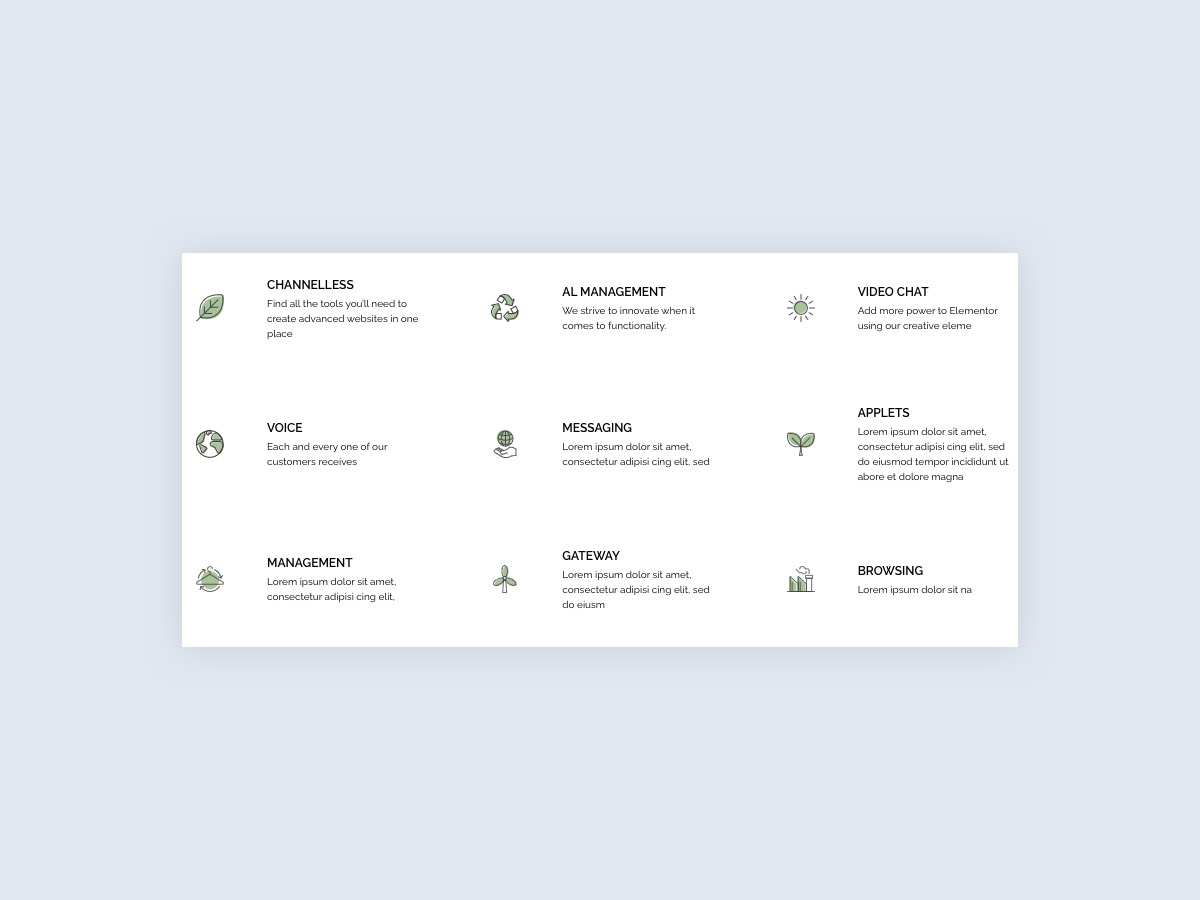 CHANNELLESS
Find all the tools you'll need to
create advanced websites in one
place
AL MANAGEMENT
We strive to innovate when it
comes to functionality.
VIDEO CHAT
Add more power to Elementor
using our creative eleme
VOICE
Each and every one of our
customers receives
MESSAGING
Lorem ipsum dolor sit amet,
consectetur adipisi cing elit, sed
APPLETS
Lorem ipsum dolor sit amet,
consectetur adipisi cing elit, sed
do eiusmod tempor incididunt ut
abore et dolore magna
MANAGEMENT
Lorem ipsum dolor sit amet,
consectetur adipisi cing elit,
GATEWAY
Lorem ipsum dolor sit amet,
consectetur adipisi cing elit, sed
do eiusm
BROWSING
Lorem ipsum dolor sit na